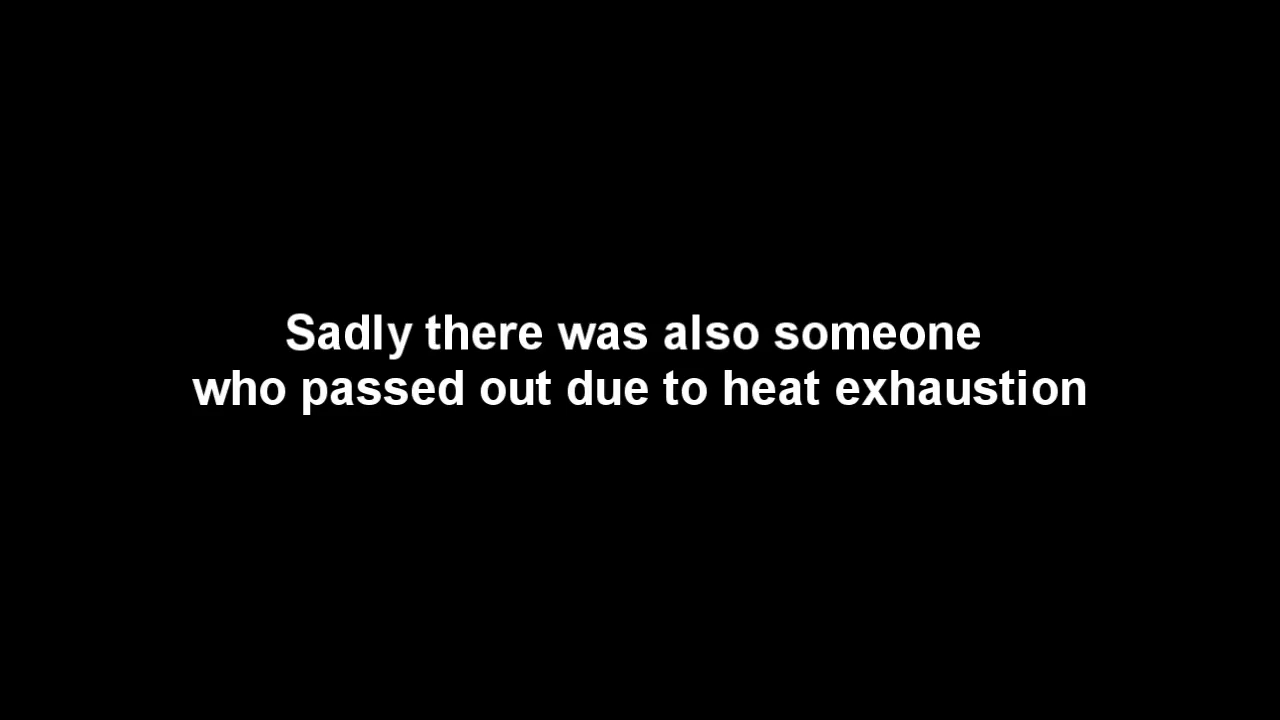 Sadly there was also someone
who passed out due to heat exhaustion